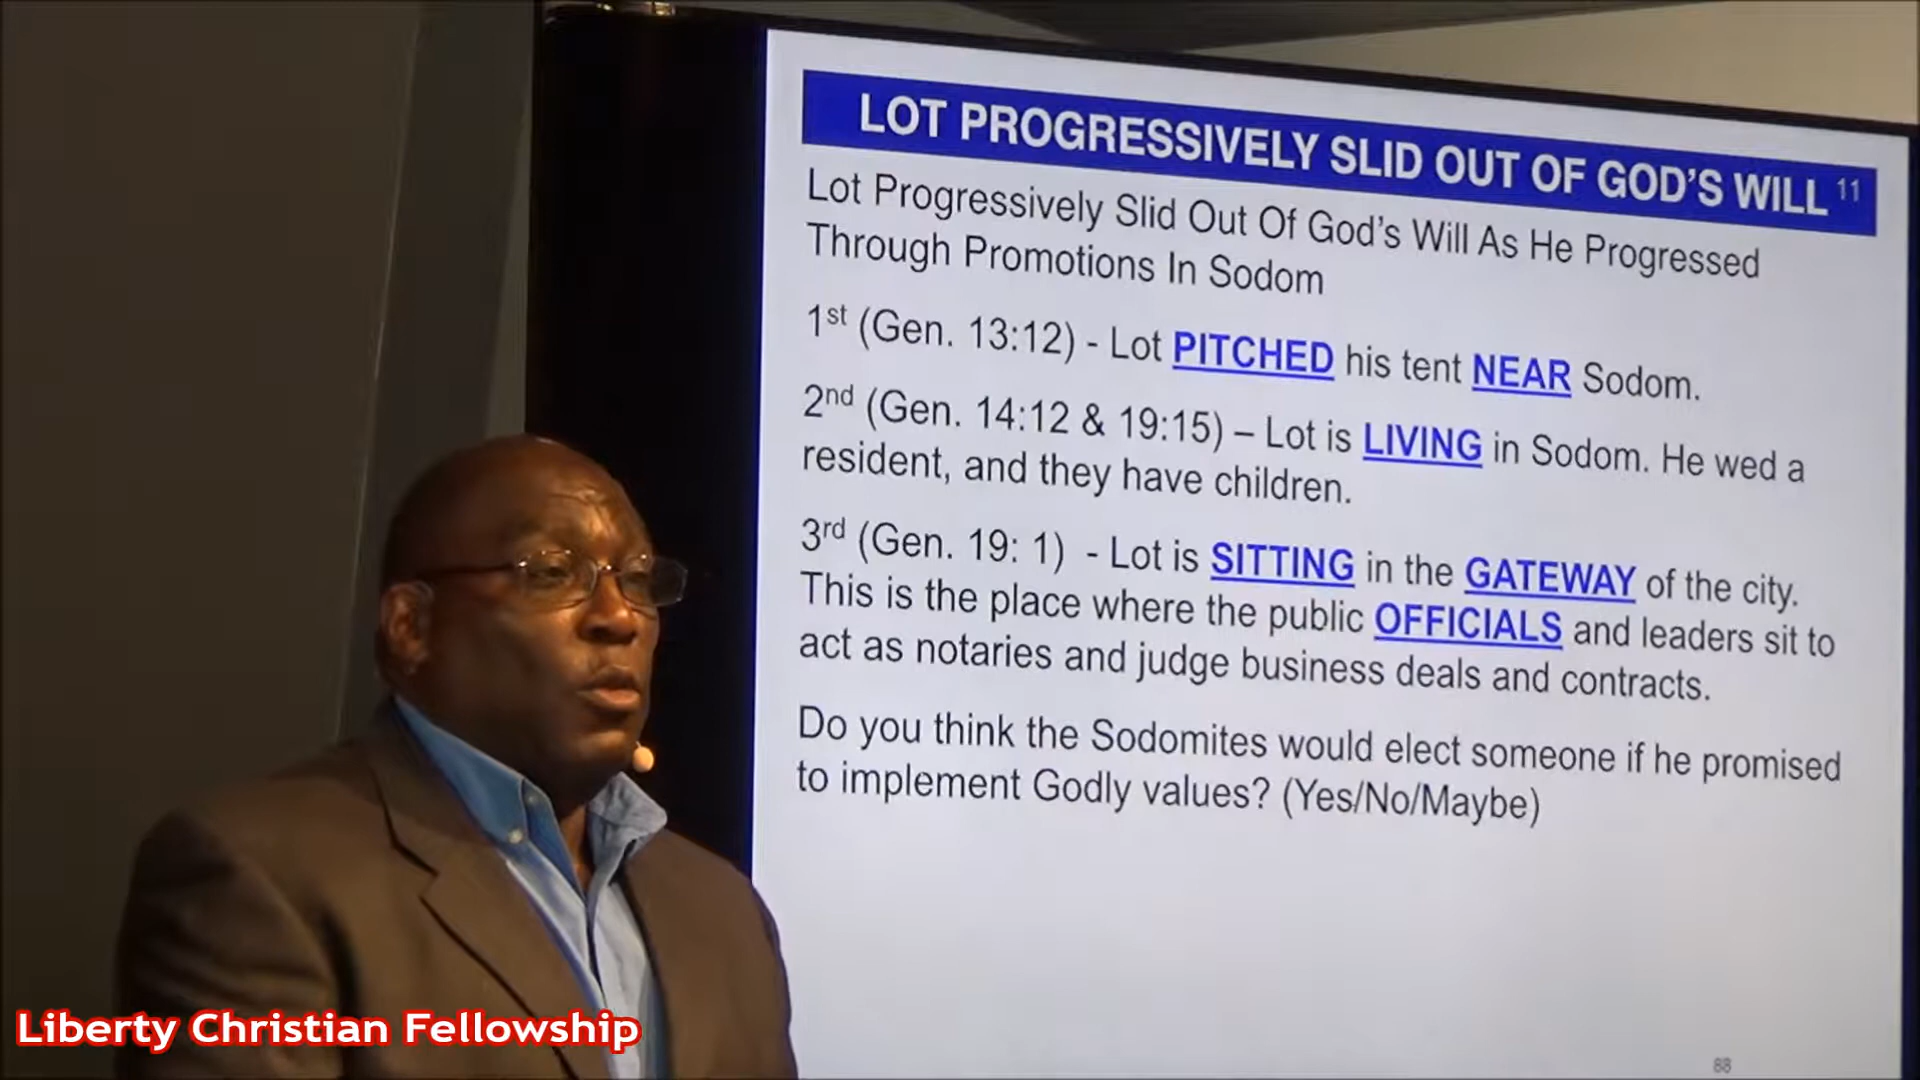 LOT PROGRESSIVELY SLID OUT OF GOD'S WILL 11
Lot Progressively Slid Out Of God's Will As He Progressed
Through Promotions In Sodom
1st (Gen. 13:12) - Lot PITCHED his tent NEAR Sodom.
2nd (Gen. 14:12 & 19:15) – Lot is LIVING in Sodom. He wed a
resident, and they have children.
3rd (Gen. 19: 1) - Lot is SITTING in the GATEWAY of the city.
This is the place where the public OFFICIALS and leaders sit to
act as notaries and judge business deals and contracts.
Do you think the Sodomites would elect someone if he promised
to implement Godly values? (Yes/No/Maybe)
88
Liberty Christian Fellowship